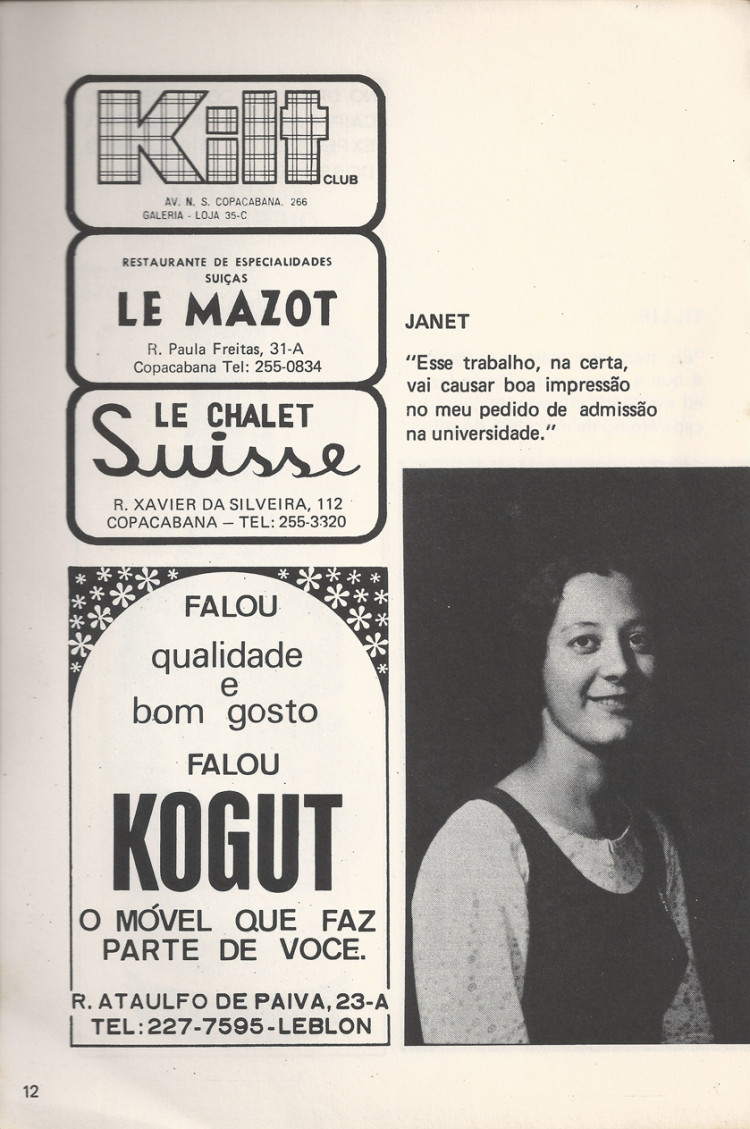 Kilt
CLUB
AV. N. S. COPACABANA. 266
GALERIA - LOJA 35-C
RESTAURANTE DE ESPECIALIDADES
SUIÇAS
LE MAZOT
R. Paula Freitas, 31-A
Copacabana Tel: 255-0834
LE CHALET
Suisse
R. XAVIER DA SILVEIRA, 112
COPACABANA — TEL: 255-3320
FALOU
qualidade
e
bom gosto
FALOU
KOGUT
O MÓVEL QUE FAZ
PARTE DE VOCE.
R. ATAULFO DE PAIVA, 23-A
TEL: 227-7595 - LEBLON
JANET
"Esse trabalho, na certa,
vai causar boa impressão
no meu pedido de admissão
na universidade."
12